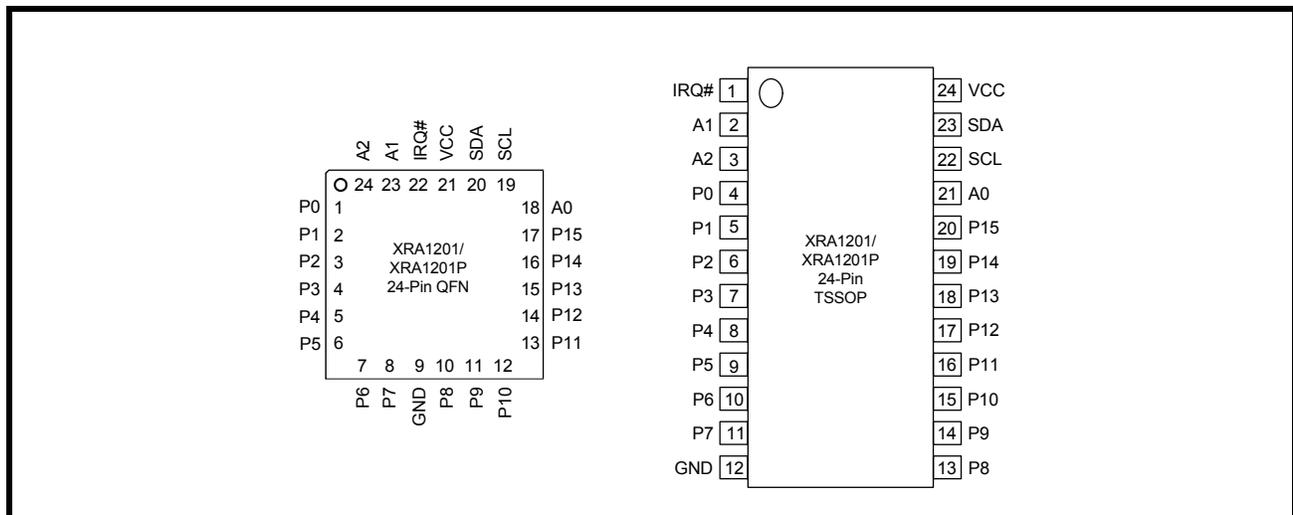 A2
A1
IRQ#
VCC
SDA
SCL
24 23 22 21 20 19
P0 1
P1 2
P2 3
P3 4
P4 5
P5 6
XRA1201/
XRA1201P
24-Pin QFN
18 A0
17 P15
16 P14
15 P13
14 P12
13 P11
7 8 9 10 11 12
P6
P7
GND
P8
P9
P10
IRQ# 1
A1 2
A2 3
P0 4
P1 5
P2 6
P3 7
P4 8
P5 9
P6 10
P7 11
GND 12
XRA1201/
XRA1201P
24-Pin
TSSOP
24 VCC
23 SDA
22 SCL
21 A0
20 P15
19 P14
18 P13
17 P12
16 P11
15 P10
14 P9
13 P8